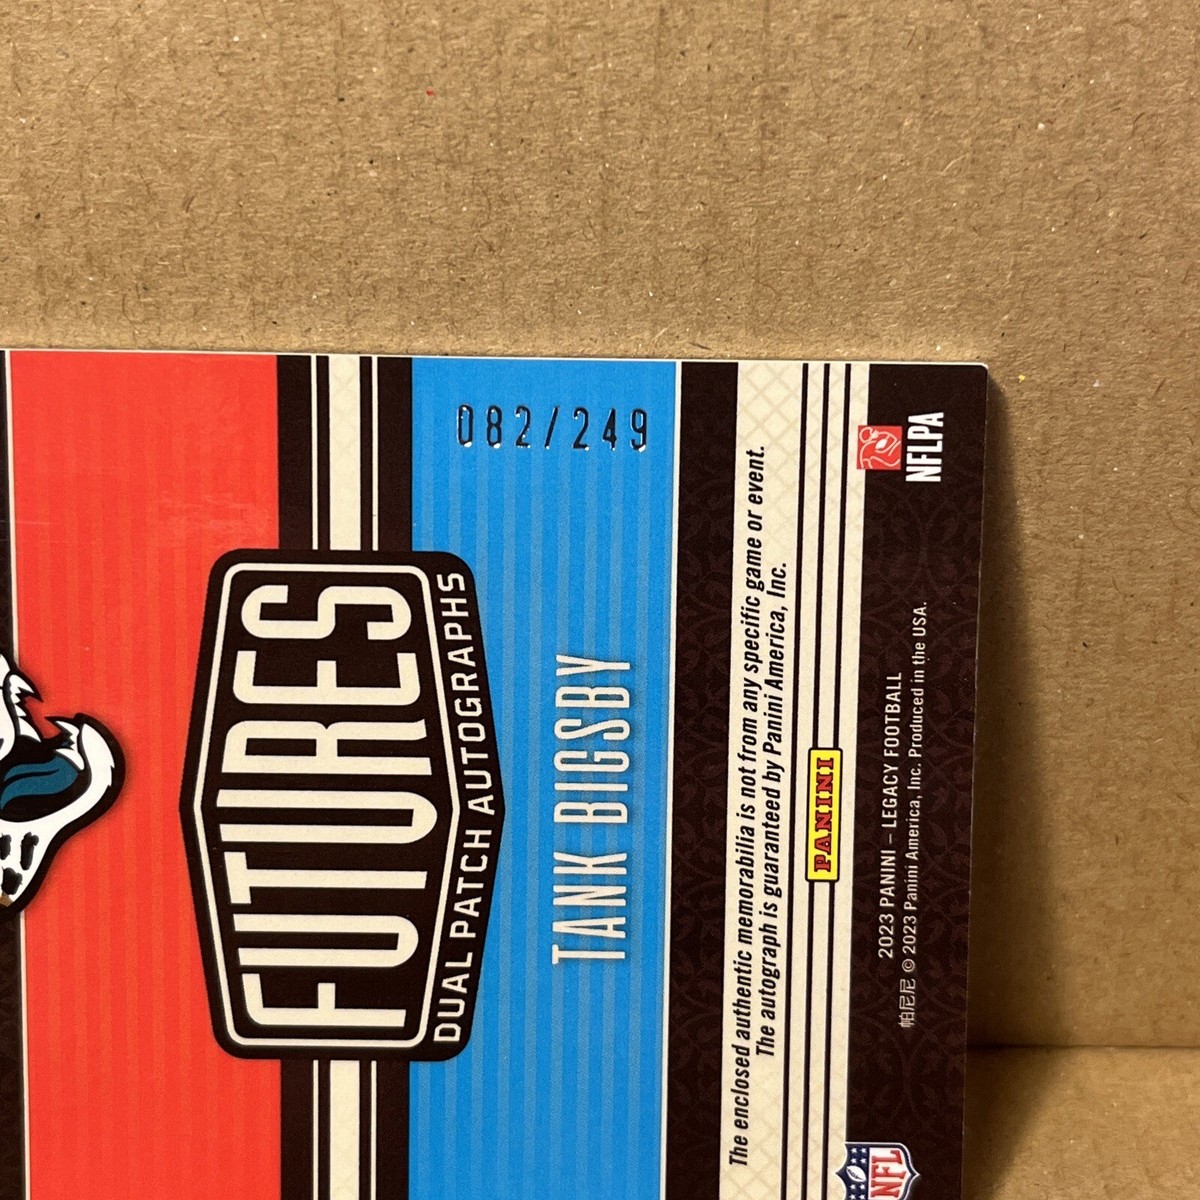 FUTURES
DUAL PATCH AUTOGRAPHS
082/249
TANK BIGSBY
The enclosed authentic memorabilia is not from any specific game or event.
The autograph is guaranteed by Panini America, Inc.
PANINI
NFL
2023 PANINI – LEGACY FOOTBALL
帕尼尼 © 2023 Panini America, Inc. Produced in the USA.
NFLPA